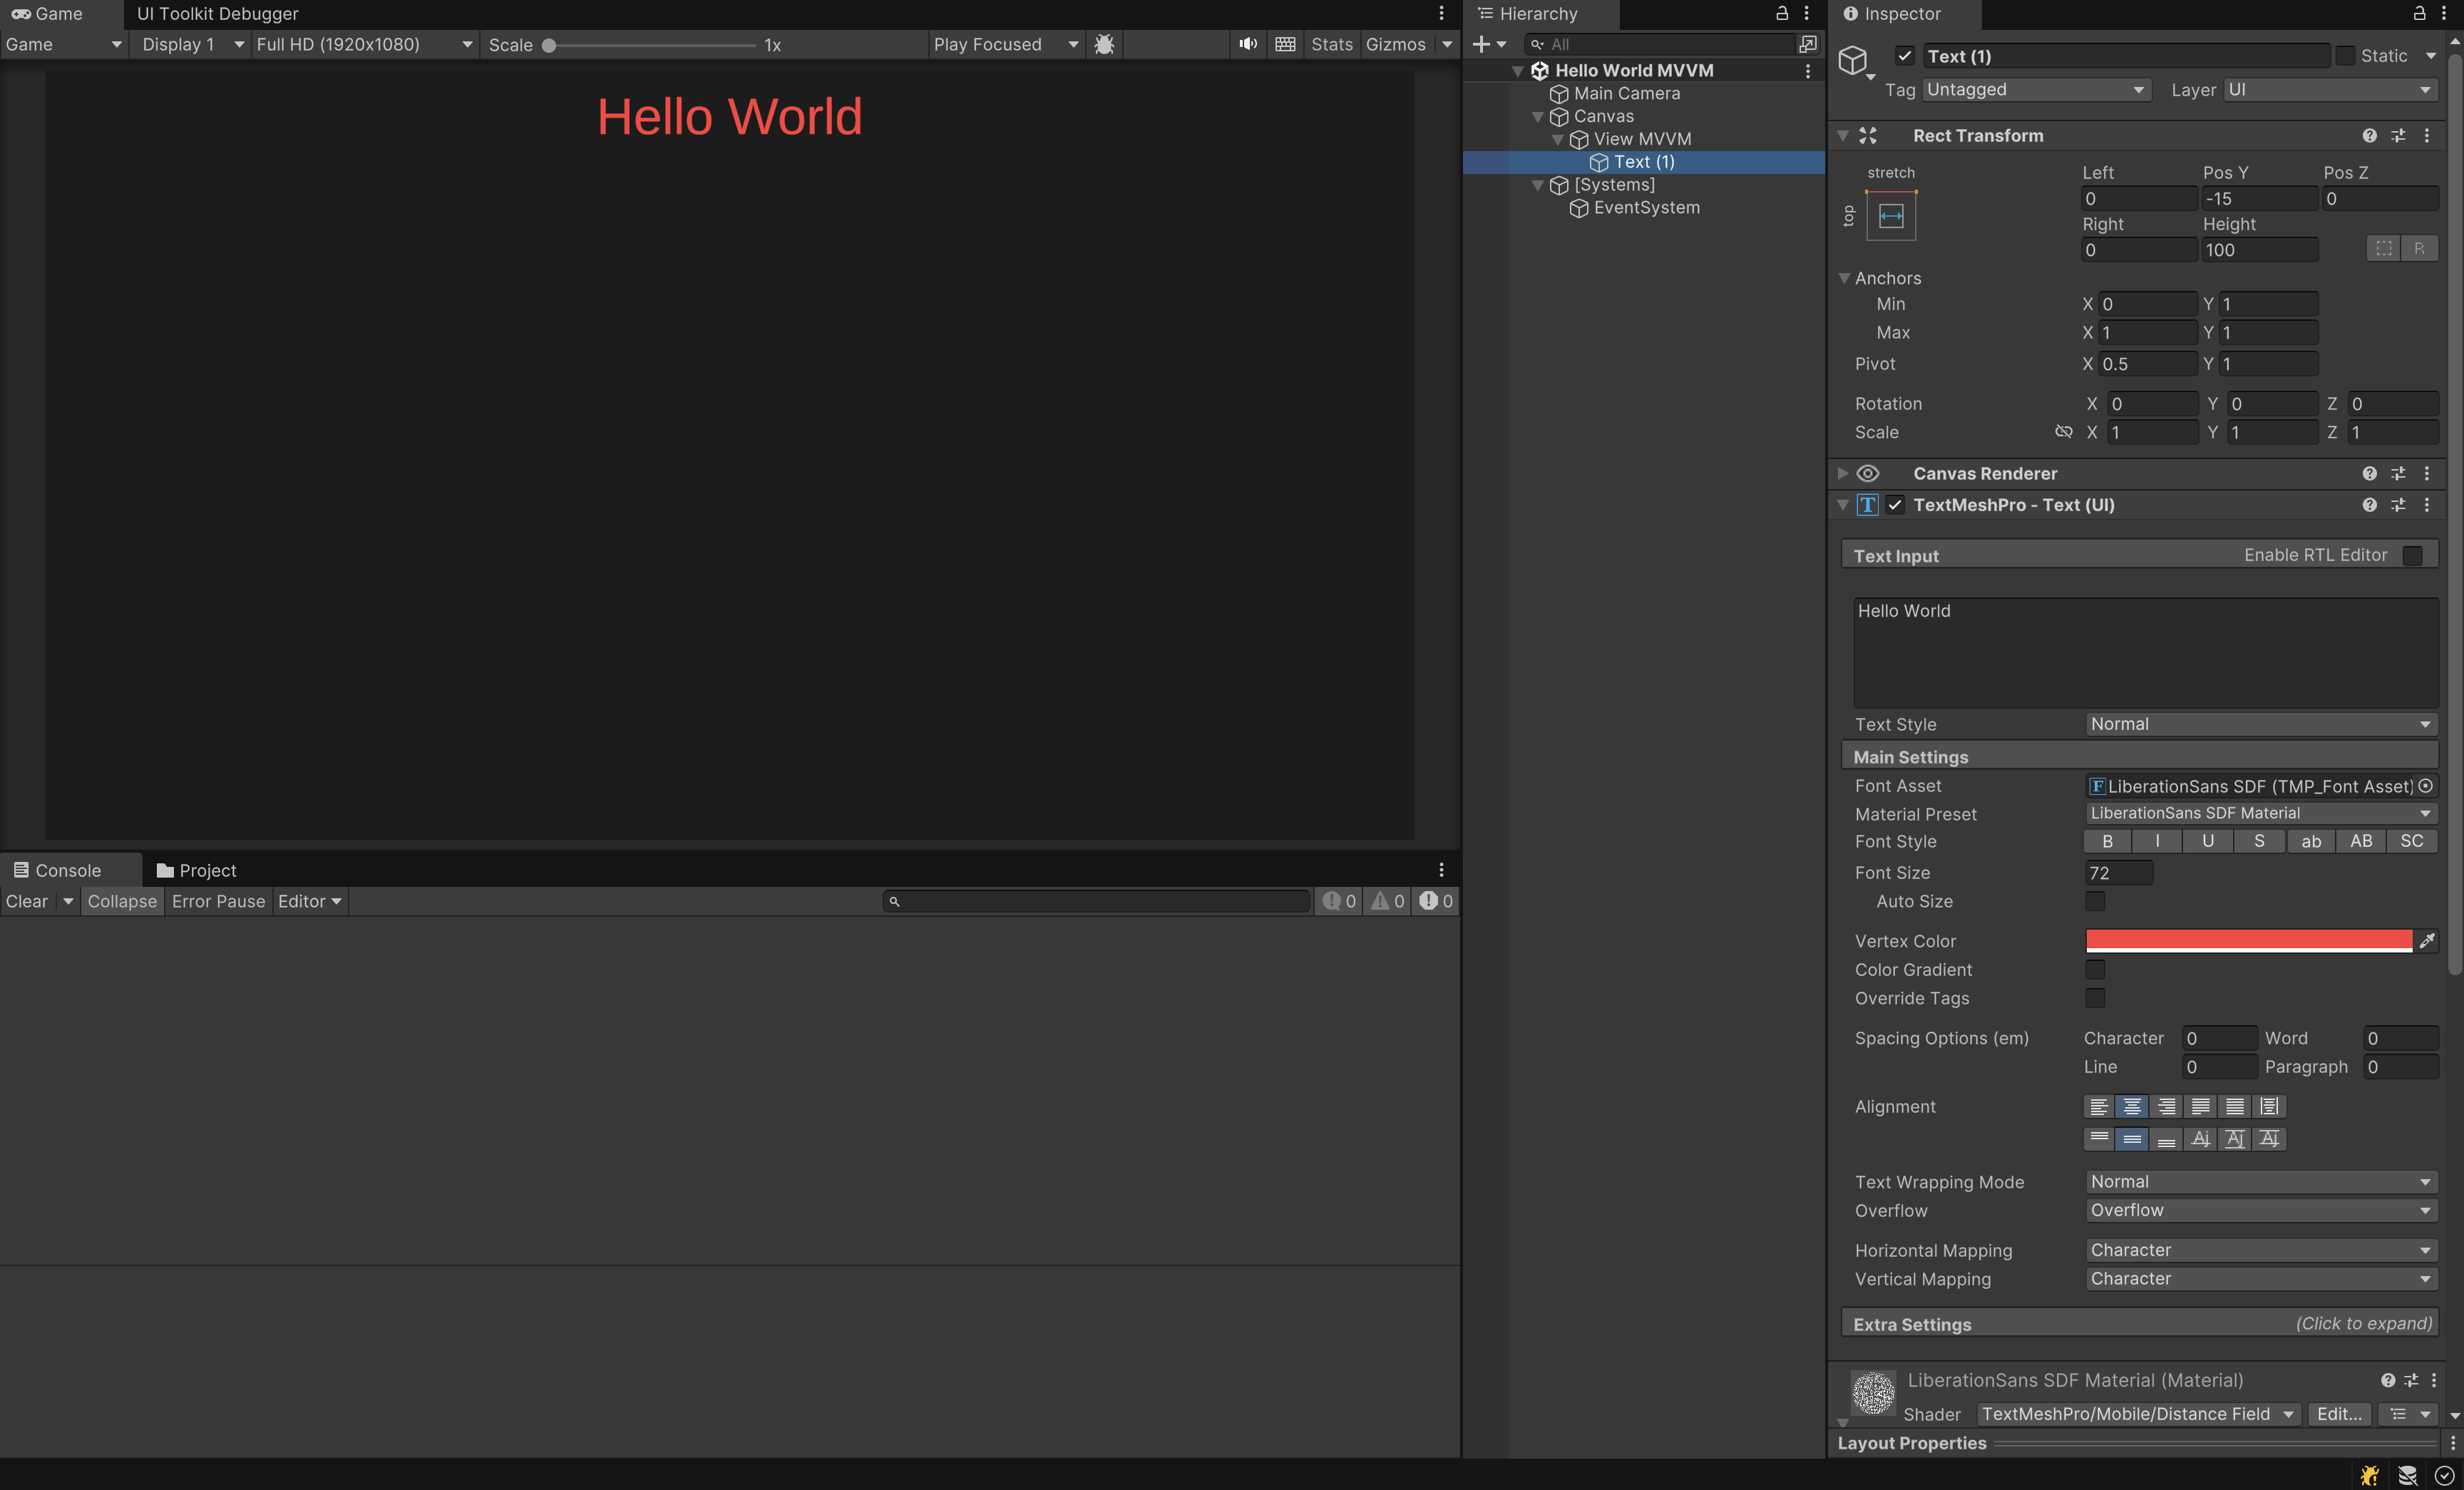 Game
UI Toolkit Debugger
Game
Display 1
Full HD (1920x1080)
Scale
1x
Play Focused
Stats
Gizmos
Hello World
Console
Project
Clear
Collapse
Error Pause
Editor
0
0
0
Hierarchy
All
Hello World MVVM
Main Camera
Canvas
View MVVM
Text (1)
[Systems]
EventSystem
Inspector
Text (1)
Static
Tag Untagged
Layer UI
Rect Transform
stretch
top
Left Pos Y Pos Z
0 -15 0
Right Height
0 100
R
Anchors
Min X 0 Y 1
Max X 1 Y 1
Pivot X 0.5 Y 1
Rotation X 0 Y 0 Z 0
Scale X 1 Y 1 Z 1
Canvas Renderer
T TextMeshPro - Text (UI)
Text Input Enable RTL Editor
Hello World
Text Style Normal
Main Settings
Font Asset F LiberationSans SDF (TMP_Font Asset)
Material Preset LiberationSans SDF Material
Font Style B I U S ab AB SC
Font Size 72
Auto Size
Vertex Color
Color Gradient
Override Tags
Spacing Options (em) Character 0 Word 0
Line 0 Paragraph 0
Alignment
Aj Aj Aj
Text Wrapping Mode Normal
Overflow Overflow
Horizontal Mapping Character
Vertical Mapping Character
Extra Settings (Click to expand)
LiberationSans SDF Material (Material)
Shader TextMeshPro/Mobile/Distance Field Edit...
Layout Properties